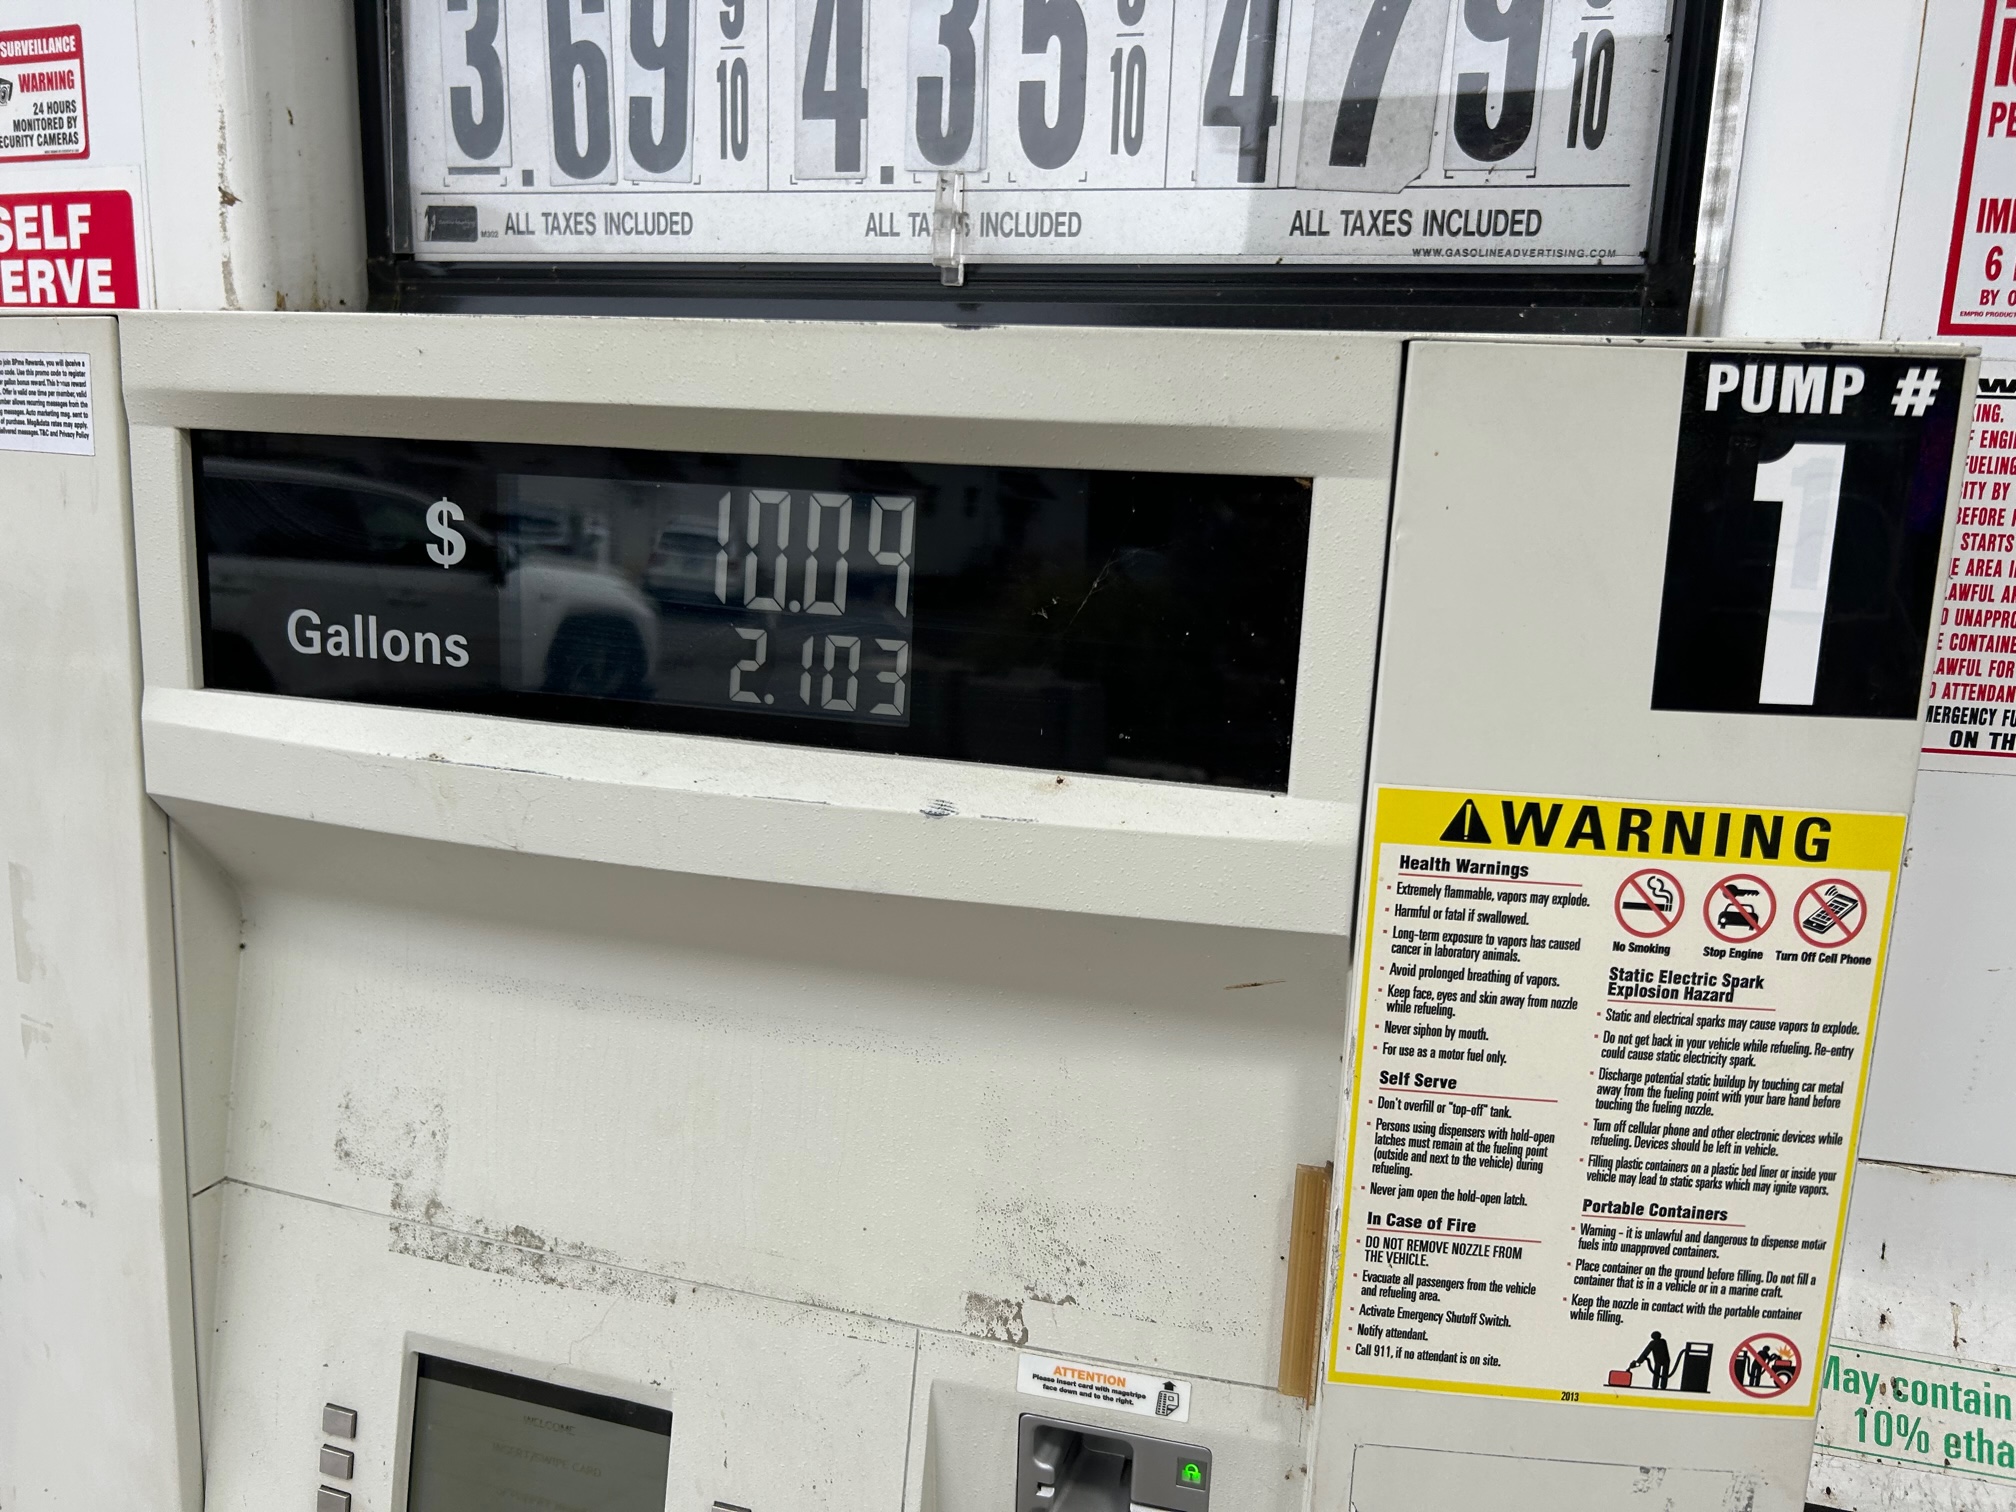 SURVEILLANCE
WARNING
24 HOURS
MONITORED BY
SECURITY CAMERAS
SELF
SERVE
3.69 9/10
4.35 9/10
4 79 9/10
ALL TAXES INCLUDED
ALL TAXES INCLUDED
ALL TAXES INCLUDED
WWW.GASOLINEADVERTISING.COM
$ 10.09
Gallons 2.103
PUMP #
1
WARNING
Health Warnings
Extremely flammable, vapors may explode.
Harmful or fatal if swallowed.
Long-term exposure to vapors has caused
cancer in laboratory animals.
Avoid prolonged breathing of vapors.
Keep face, eyes and skin away from nozzle
while refueling.
Never siphon by mouth.
For use as a motor fuel only.
Self Serve
Don't overfill or "top-off" tank.
Persons using dispensers with hold-open
latches must remain at the fueling point
(outside and next to the vehicle) during
refueling.
Never jam open the hold-open latch.
In Case of Fire
DO NOT REMOVE NOZZLE FROM
THE VEHICLE.
Evacuate all passengers from the vehicle
and refueling area.
Activate Emergency Shutoff Switch.
Notify attendant.
Call 911, if no attendant is on site.
No Smoking
Stop Engine
Turn Off Cell Phone
Static Electric Spark
Explosion Hazard
Static and electrical sparks may cause vapors to explode.
Do not get back in your vehicle while refueling. Re-entry
could cause static electricity spark.
Discharge potential static buildup by touching car metal
away from the fueling point with your bare hand before
touching the fueling nozzle.
Turn off cellular phone and other electronic devices while
refueling. Devices should be left in vehicle.
Filling plastic containers on a plastic bed liner or inside your
vehicle may lead to static sparks which may ignite vapors.
Portable Containers
Warning - it is unlawful and dangerous to dispense motor
fuels into unapproved containers.
Place container on the ground before filling. Do not fill a
container that is in a vehicle or in a marine craft.
Keep the nozzle in contact with the portable container
while filling.
2013
ATTENTION
Please insert card with magstripe
face down and to the right.
WELCOME
May contain
10% etha